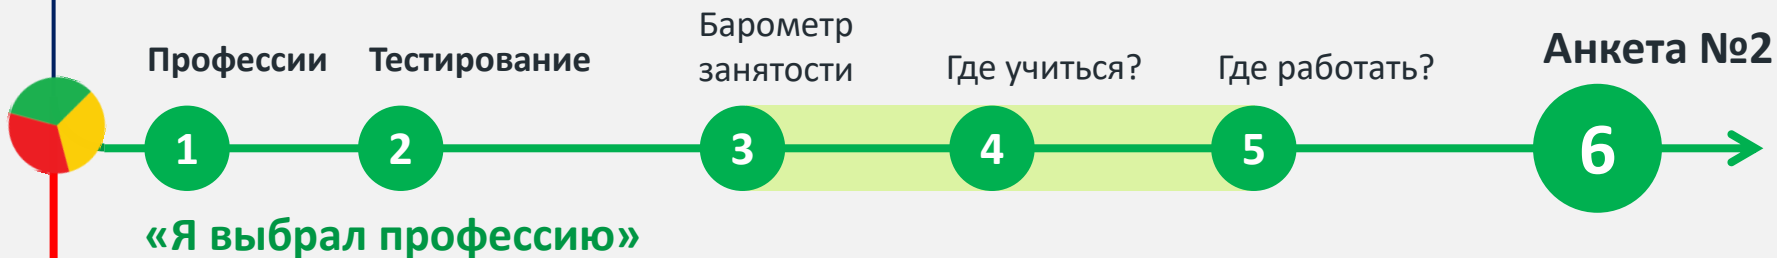 Профессии
Тестирование
Барометр
занятости
Где учиться?
Где работать?
Анкета №2
1
2
3
4
5
6
«Я выбрал профессию»